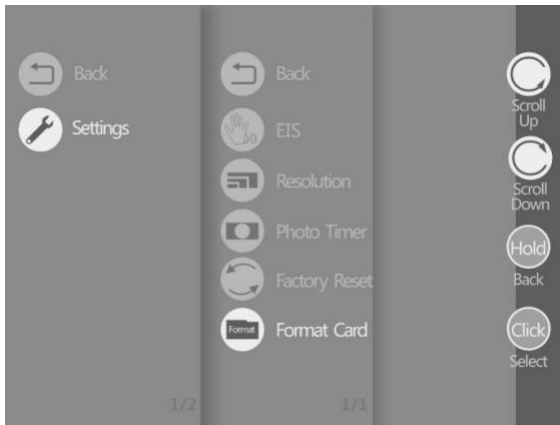 Back
Settings
1/2
Back
EIS
Resolution
Photo Timer
Factory Reset
Format
Format Card
1/1
Scroll
Up
Scroll
Down
Hold
Back
Click
Select